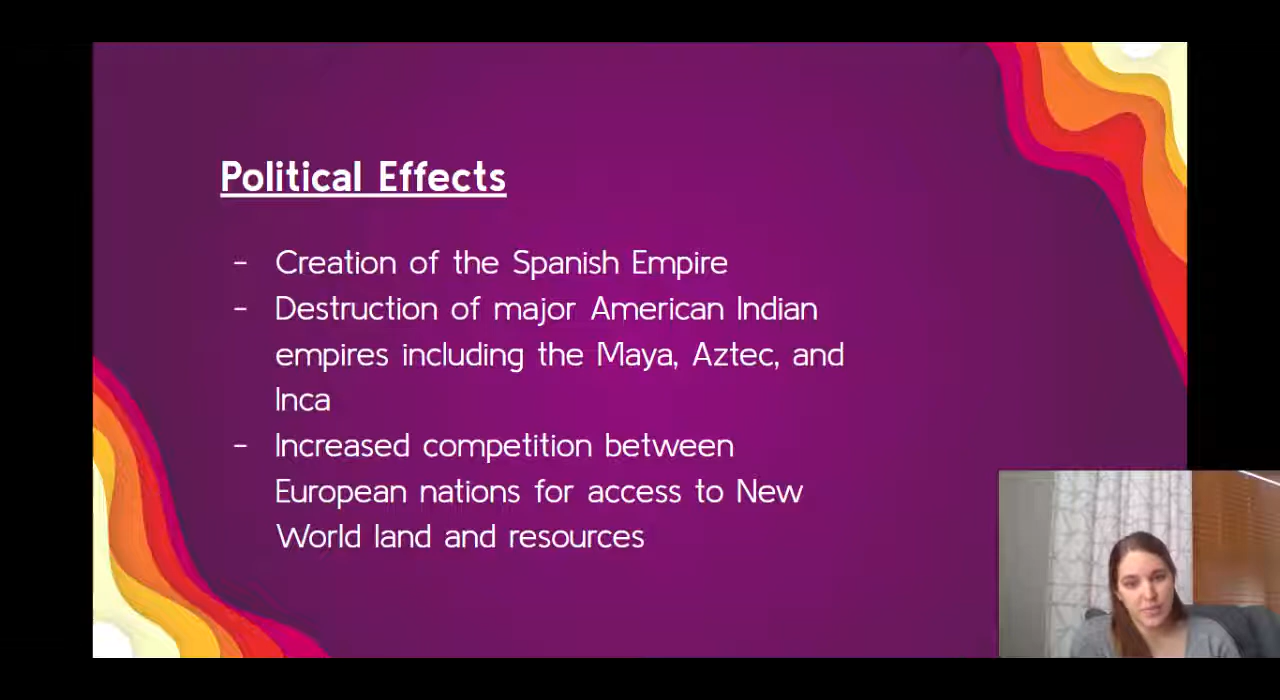 Political Effects
- Creation of the Spanish Empire
- Destruction of major American Indian
empires including the Maya, Aztec, and
Inca
- Increased competition between
European nations for access to New
World land and resources